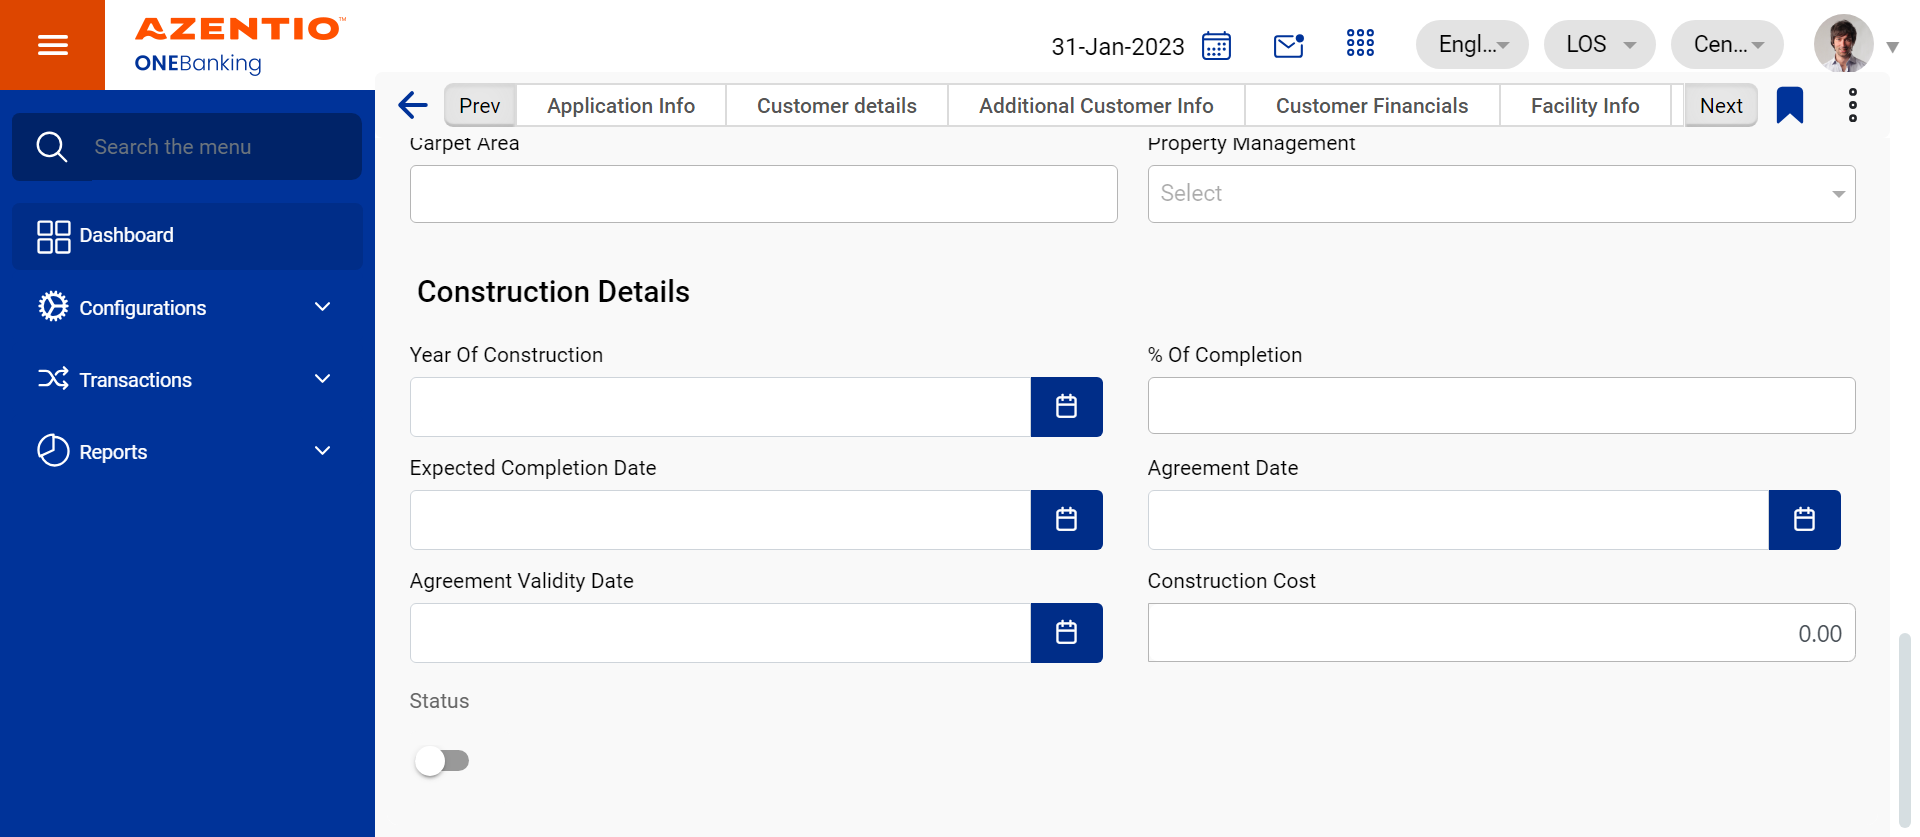 AZENTIO™
ONEBanking
31-Jan-2023
Engl...
LOS
Cen...
Prev
Application Info
Customer details
Additional Customer Info
Customer Financials
Facility Info
Next
Search the menu
Dashboard
Configurations
Transactions
Reports
Carpet Area
Property Management
Select
Construction Details
Year Of Construction
% Of Completion
Expected Completion Date
Agreement Date
Agreement Validity Date
Construction Cost
0.00
Status